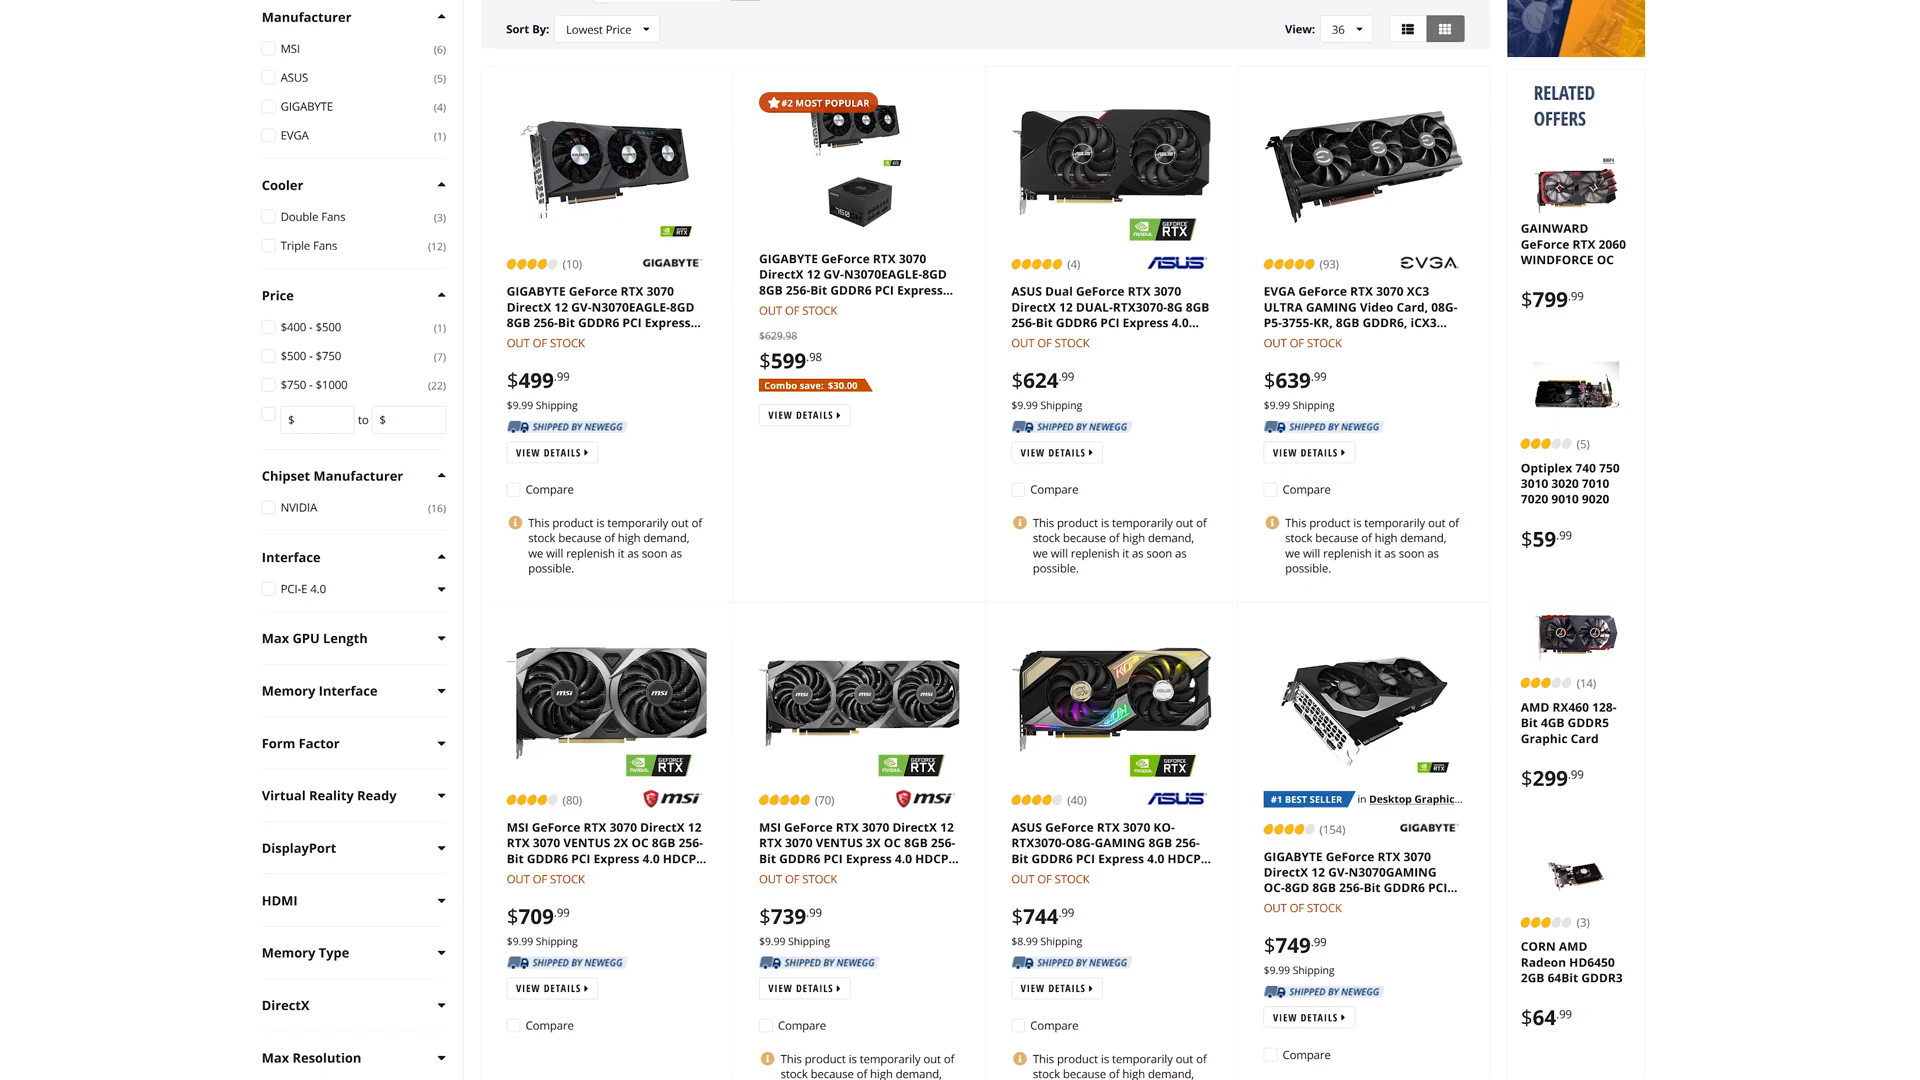 Manufacturer
MSI (6)
ASUS (5)
GIGABYTE (4)
EVGA (1)
Cooler
Double Fans (3)
Triple Fans (12)
Price
$400 - $500 (1)
$500 - $750 (7)
$750 - $1000 (22)
$ to $
Chipset Manufacturer
NVIDIA (16)
Interface
PCI-E 4.0
Max GPU Length
Memory Interface
Form Factor
Virtual Reality Ready
DisplayPort
HDMI
Memory Type
DirectX
Max Resolution
Sort By: Lowest Price
View: 36
(10) GIGABYTE
GIGABYTE GeForce RTX 3070
DirectX 12 GV-N3070EAGLE-8GD
8GB 256-Bit GDDR6 PCI Express...
OUT OF STOCK
$499.99
$9.99 Shipping
SHIPPED BY NEWEGG
VIEW DETAILS
Compare
This product is temporarily out of
stock because of high demand,
we will replenish it as soon as
possible.
#2 MOST POPULAR
GIGABYTE GeForce RTX 3070
DirectX 12 GV-N3070EAGLE-8GD
8GB 256-Bit GDDR6 PCI Express...
OUT OF STOCK
$629.98
$599.98
Combo save: $30.00
VIEW DETAILS
NVIDIA GEFORCE RTX
(4) ASUS
ASUS Dual GeForce RTX 3070
DirectX 12 DUAL-RTX3070-8G 8GB
256-Bit GDDR6 PCI Express 4.0...
OUT OF STOCK
$624.99
$9.99 Shipping
SHIPPED BY NEWEGG
VIEW DETAILS
Compare
This product is temporarily out of
stock because of high demand,
we will replenish it as soon as
possible.
(93) EVGA
EVGA GeForce RTX 3070 XC3
ULTRA GAMING Video Card, 08G-
P5-3755-KR, 8GB GDDR6, iCX3...
OUT OF STOCK
$639.99
$9.99 Shipping
SHIPPED BY NEWEGG
VIEW DETAILS
Compare
This product is temporarily out of
stock because of high demand,
we will replenish it as soon as
possible.
msi msi
NVIDIA GEFORCE RTX
(80) msi
MSI GeForce RTX 3070 DirectX 12
RTX 3070 VENTUS 2X OC 8GB 256-
Bit GDDR6 PCI Express 4.0 HDCP...
OUT OF STOCK
$709.99
$9.99 Shipping
SHIPPED BY NEWEGG
VIEW DETAILS
Compare
msi msi msi
NVIDIA GEFORCE RTX
(70) msi
MSI GeForce RTX 3070 DirectX 12
RTX 3070 VENTUS 3X OC 8GB 256-
Bit GDDR6 PCI Express 4.0 HDCP...
OUT OF STOCK
$739.99
$9.99 Shipping
SHIPPED BY NEWEGG
VIEW DETAILS
Compare
This product is temporarily out of
stock because of high demand,
NVIDIA GEFORCE RTX
(40) ASUS
ASUS GeForce RTX 3070 KO-
RTX3070-O8G-GAMING 8GB 256-
Bit GDDR6 PCI Express 4.0 HDCP...
OUT OF STOCK
$744.99
$8.99 Shipping
SHIPPED BY NEWEGG
VIEW DETAILS
Compare
This product is temporarily out of
stock because of high demand,
#1 BEST SELLER in Desktop Graphic...
(154) GIGABYTE
GIGABYTE GeForce RTX 3070
DirectX 12 GV-N3070GAMING
OC-8GD 8GB 256-Bit GDDR6 PCI...
OUT OF STOCK
$749.99
$9.99 Shipping
SHIPPED BY NEWEGG
VIEW DETAILS
Compare
RELATED
OFFERS
GAINWARD
GeForce RTX 2060
WINDFORCE OC
$799.99
(5)
Optiplex 740 750
3010 3020 7010
7020 9010 9020
$59.99
(14)
AMD RX460 128-
Bit 4GB GDDR5
Graphic Card
$299.99
(3)
CORN AMD
Radeon HD6450
2GB 64Bit GDDR3
$64.99